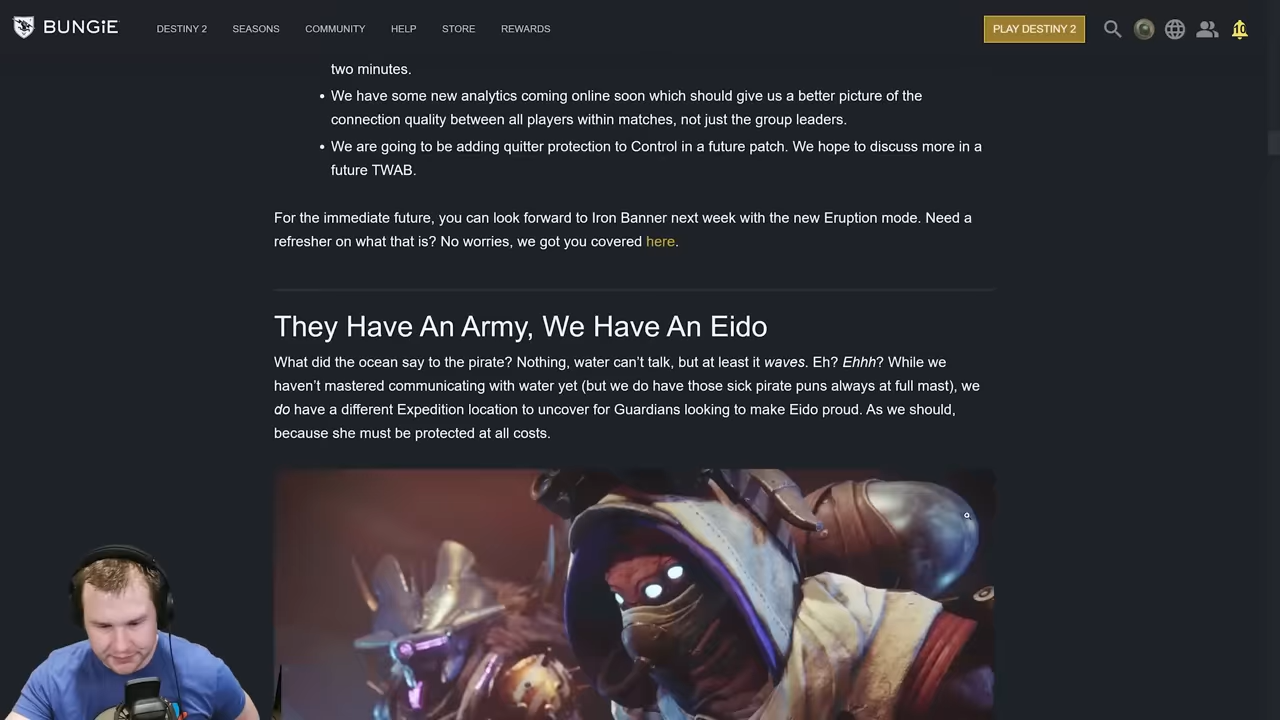 BUNGiE
DESTINY 2 SEASONS COMMUNITY HELP STORE REWARDS PLAY DESTINY 2 10
two minutes.
• We have some new analytics coming online soon which should give us a better picture of the
connection quality between all players within matches, not just the group leaders.
• We are going to be adding quitter protection to Control in a future patch. We hope to discuss more in a
future TWAB.
For the immediate future, you can look forward to Iron Banner next week with the new Eruption mode. Need a
refresher on what that is? No worries, we got you covered here.
They Have An Army, We Have An Eido
What did the ocean say to the pirate? Nothing, water can’t talk, but at least it waves. Eh? Ehhh? While we
haven’t mastered communicating with water yet (but we do have those sick pirate puns always at full mast), we
do have a different Expedition location to uncover for Guardians looking to make Eido proud. As we should,
because she must be protected at all costs.